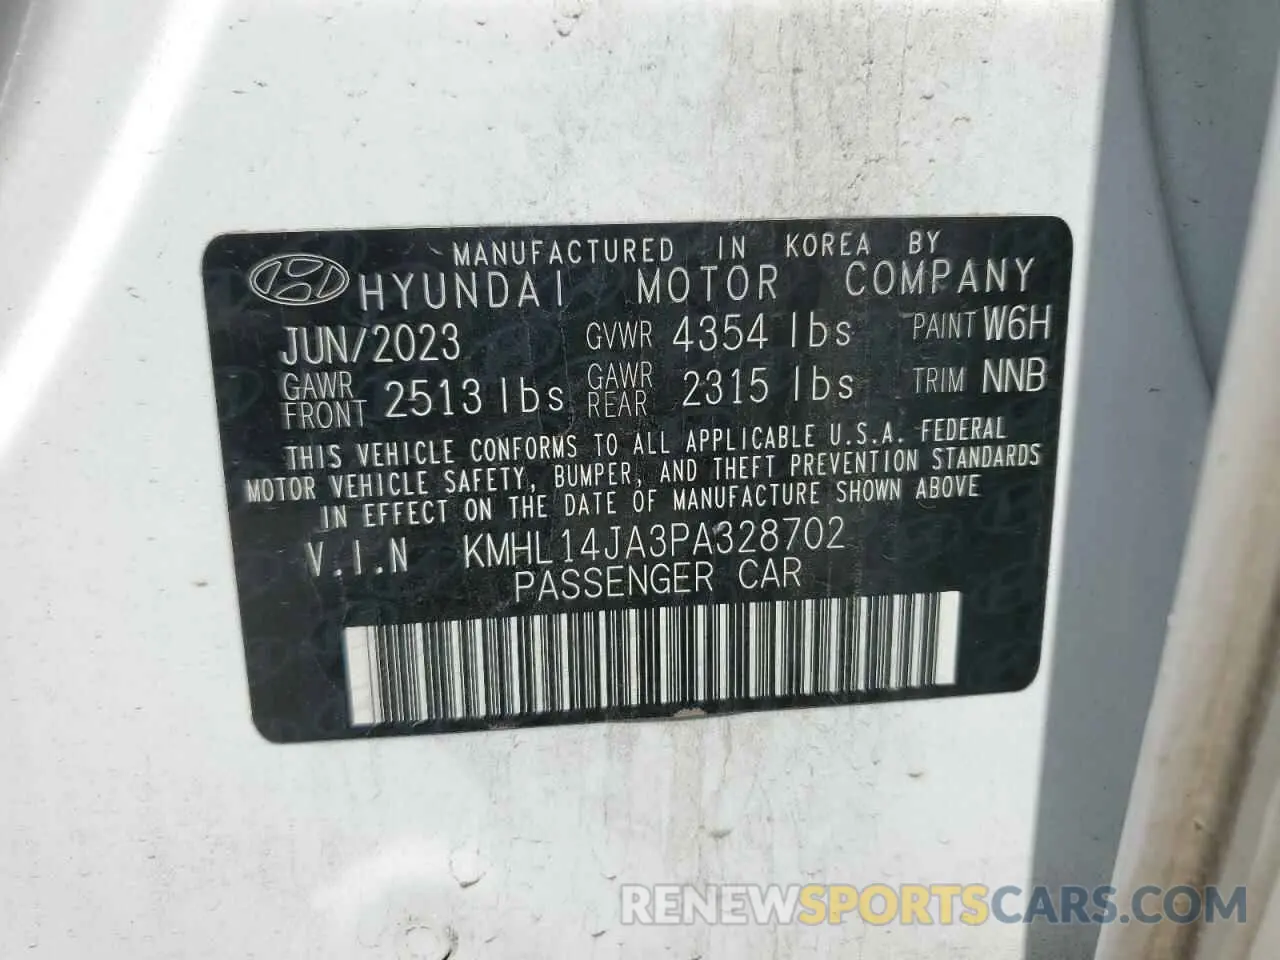 MANUFACTURED IN KOREA BY
HYUNDAI MOTOR COMPANY
JUN/2023 GVWR 4354 lbs PAINT W6H
GAWR FRONT 2513 lbs GAWR REAR 2315 lbs TRIM NNB
THIS VEHICLE CONFORMS TO ALL APPLICABLE U.S.A. FEDERAL
MOTOR VEHICLE SAFETY, BUMPER, AND THEFT PREVENTION STANDARDS
IN EFFECT ON THE DATE OF MANUFACTURE SHOWN ABOVE
V.I.N KMHL14JA3PA328702
PASSENGER CAR
RENEWSPORTSCARS.COM